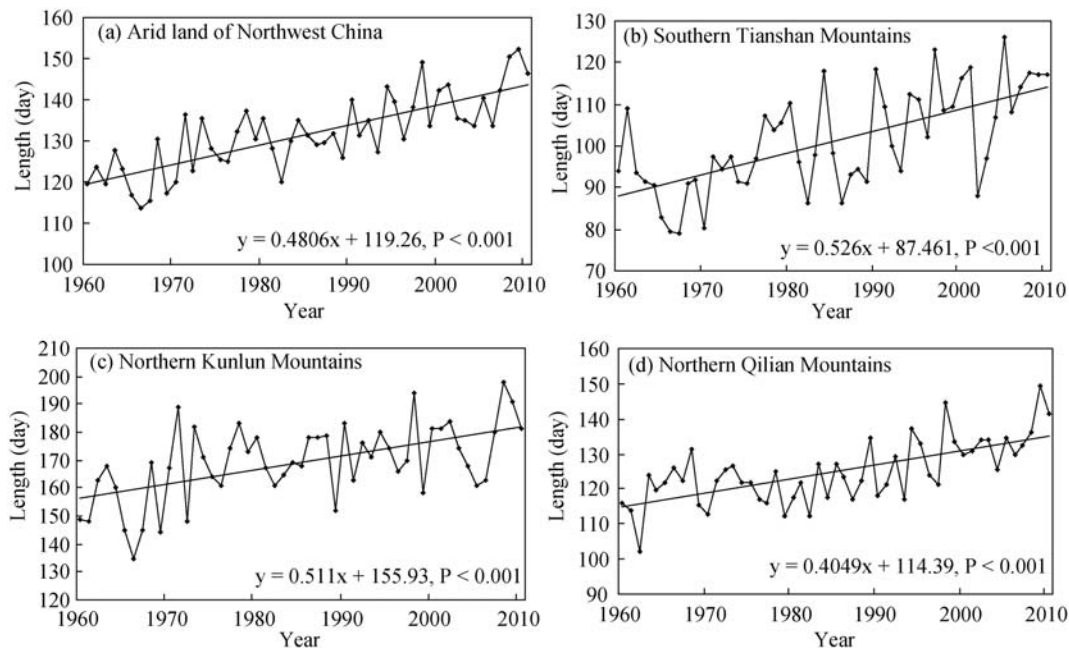 (a) Arid land of Northwest China
Length (day)
160
150
140
130
120
110
100
y = 0.4806x + 119.26, P < 0.001
1960 1970 1980 1990 2000 2010
Year
(b) Southern Tianshan Mountains
Length (day)
130
120
110
100
90
80
70
y = 0.526x + 87.461, P <0.001
1960 1970 1980 1990 2000 2010
Year
(c) Northern Kunlun Mountains
Length (day)
210
200
190
180
170
160
150
140
130
120
y = 0.511x + 155.93, P < 0.001
1960 1970 1980 1990 2000 2010
Year
(d) Northern Qilian Mountains
Length (day)
160
150
140
130
120
110
100
90
y = 0.4049x + 114.39, P < 0.001
1960 1970 1980 1990 2000 2010
Year